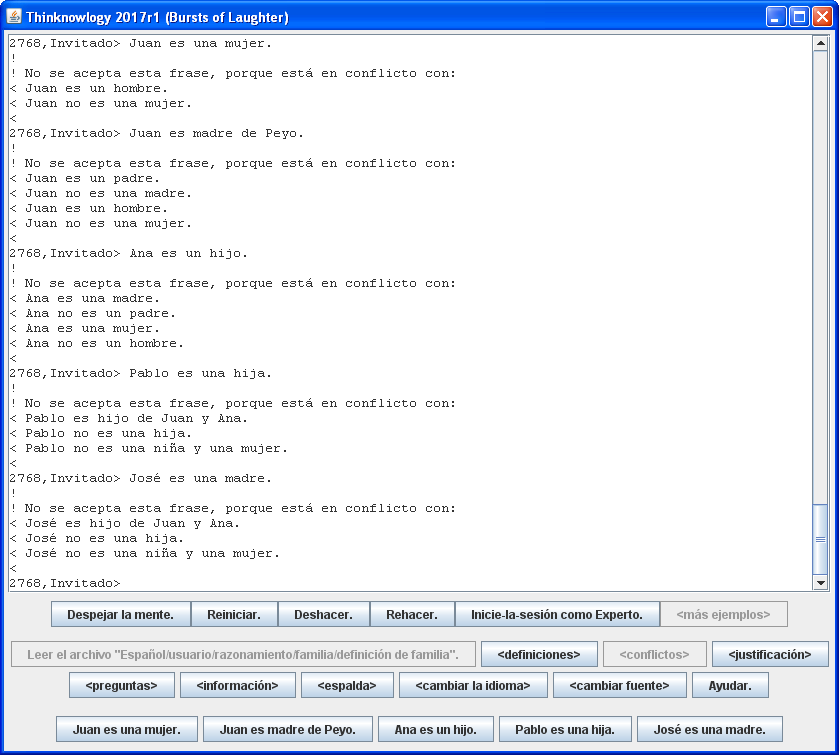 Thinknowlogy 2017r1 (Bursts of Laughter)
2768,Invitado> Juan es una mujer.
!
! No se acepta esta frase, porque está en conflicto con:
< Juan es un hombre.
< Juan no es una mujer.
<
2768,Invitado> Juan es madre de Peyo.
!
! No se acepta esta frase, porque está en conflicto con:
< Juan es un padre.
< Juan no es una madre.
< Juan es un hombre.
< Juan no es una mujer.
<
2768,Invitado> Ana es un hijo.
!
! No se acepta esta frase, porque está en conflicto con:
< Ana es una madre.
< Ana no es un padre.
< Ana es una mujer.
< Ana no es un hombre.
<
2768,Invitado> Pablo es una hija.
!
! No se acepta esta frase, porque está en conflicto con:
< Pablo es hijo de Juan y Ana.
< Pablo no es una hija.
< Pablo no es una niña y una mujer.
<
2768,Invitado> José es una madre.
!
! No se acepta esta frase, porque está en conflicto con:
< José es hijo de Juan y Ana.
< José no es una hija.
< José no es una niña y una mujer.
<
2768,Invitado>
Despejar la mente. Reiniciar. Deshacer. Rehacer. Inicie-la-sesión como Experto. <más ejemplos>
Leer el archivo "Español/usuario/razonamiento/familia/definición de familia". <definiciones> <conflictos> <justificación>
<preguntas> <información> <espalda> <cambiar la idioma> <cambiar fuente> Ayudar.
Juan es una mujer. Juan es madre de Peyo. Ana es un hijo. Pablo es una hija. José es una madre.